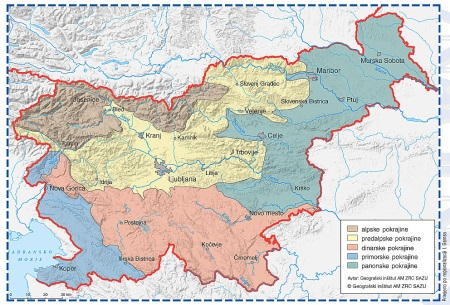 Murska Sobota
Maribor
Slovenj Gradec
Jesenice
Bled
Velenje
Slovenska Bistrica
Ptuj
Kranj
Kamnik
Celje
Trbovlje
Ljubljana
Litija
Idrija
Krško
Nova Gorica
Novo mesto
Postojna
JADRANSKO
MORJE
Kočevje
Ilirska Bistrica
Črnomelj
Koper
alpske pokrajine
predalpske pokrajine
dinarske pokrajine
primorske pokrajine
panonske pokrajine
Avtor: Geografski inštitut AM ZRC SAZU
© Geografski inštitut AM ZRC SAZU